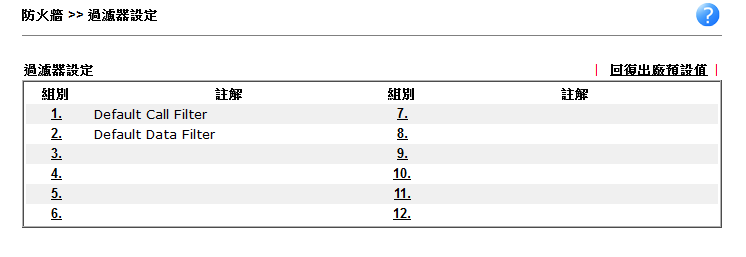 防火牆 >> 過濾器設定
?
過濾器設定 | 回復出廠預設值 |
組別 註解 組別 註解
1. Default Call Filter 7.
2. Default Data Filter 8.
3. 9.
4. 10.
5. 11.
6. 12.